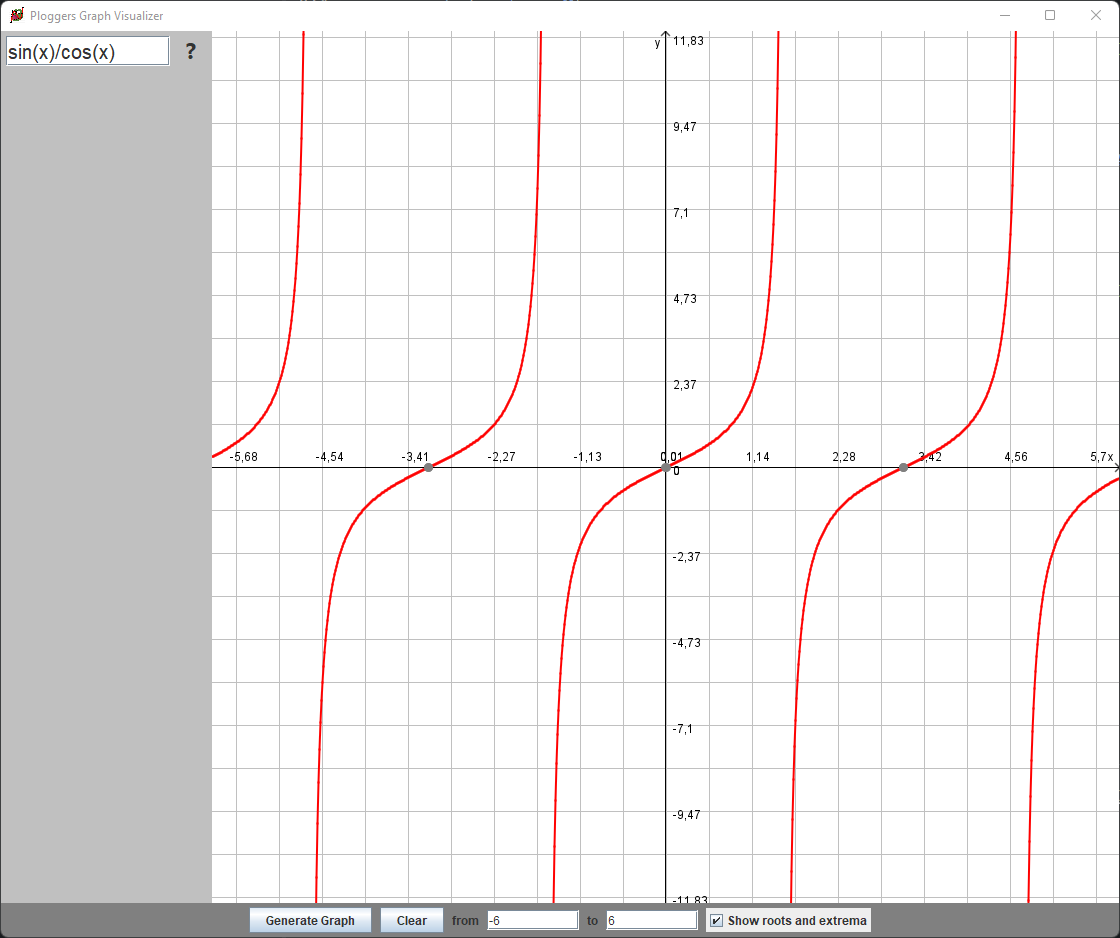 Ploggers Graph Visualizer
sin(x)/cos(x) ?
y 11,83
9,47
7,1
4,73
2,37
-5,68 -4,54 -3,41 -2,27 -1,13 0,01 1,14 2,28 3,42 4,56 5,7x
0
-2,37
-4,73
-7,1
-9,47
-11,83
Generate Graph Clear from -6 to 6 Show roots and extrema